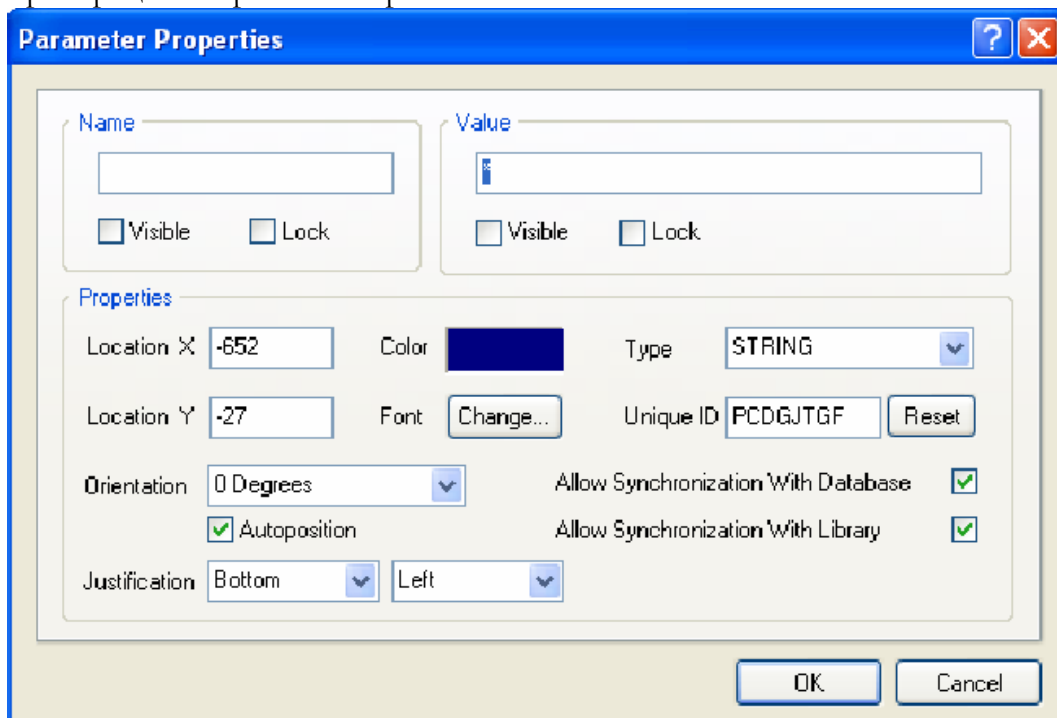 Parameter Properties
Name
Value
*
Visible
Lock
Visible
Lock
Properties
Location X -652
Color
Type STRING
Location Y -27
Font Change...
Unique ID PCDGJTGF Reset
Orientation 0 Degrees
Allow Synchronization With Database
Autoposition
Allow Synchronization With Library
Justification Bottom Left
OK Cancel